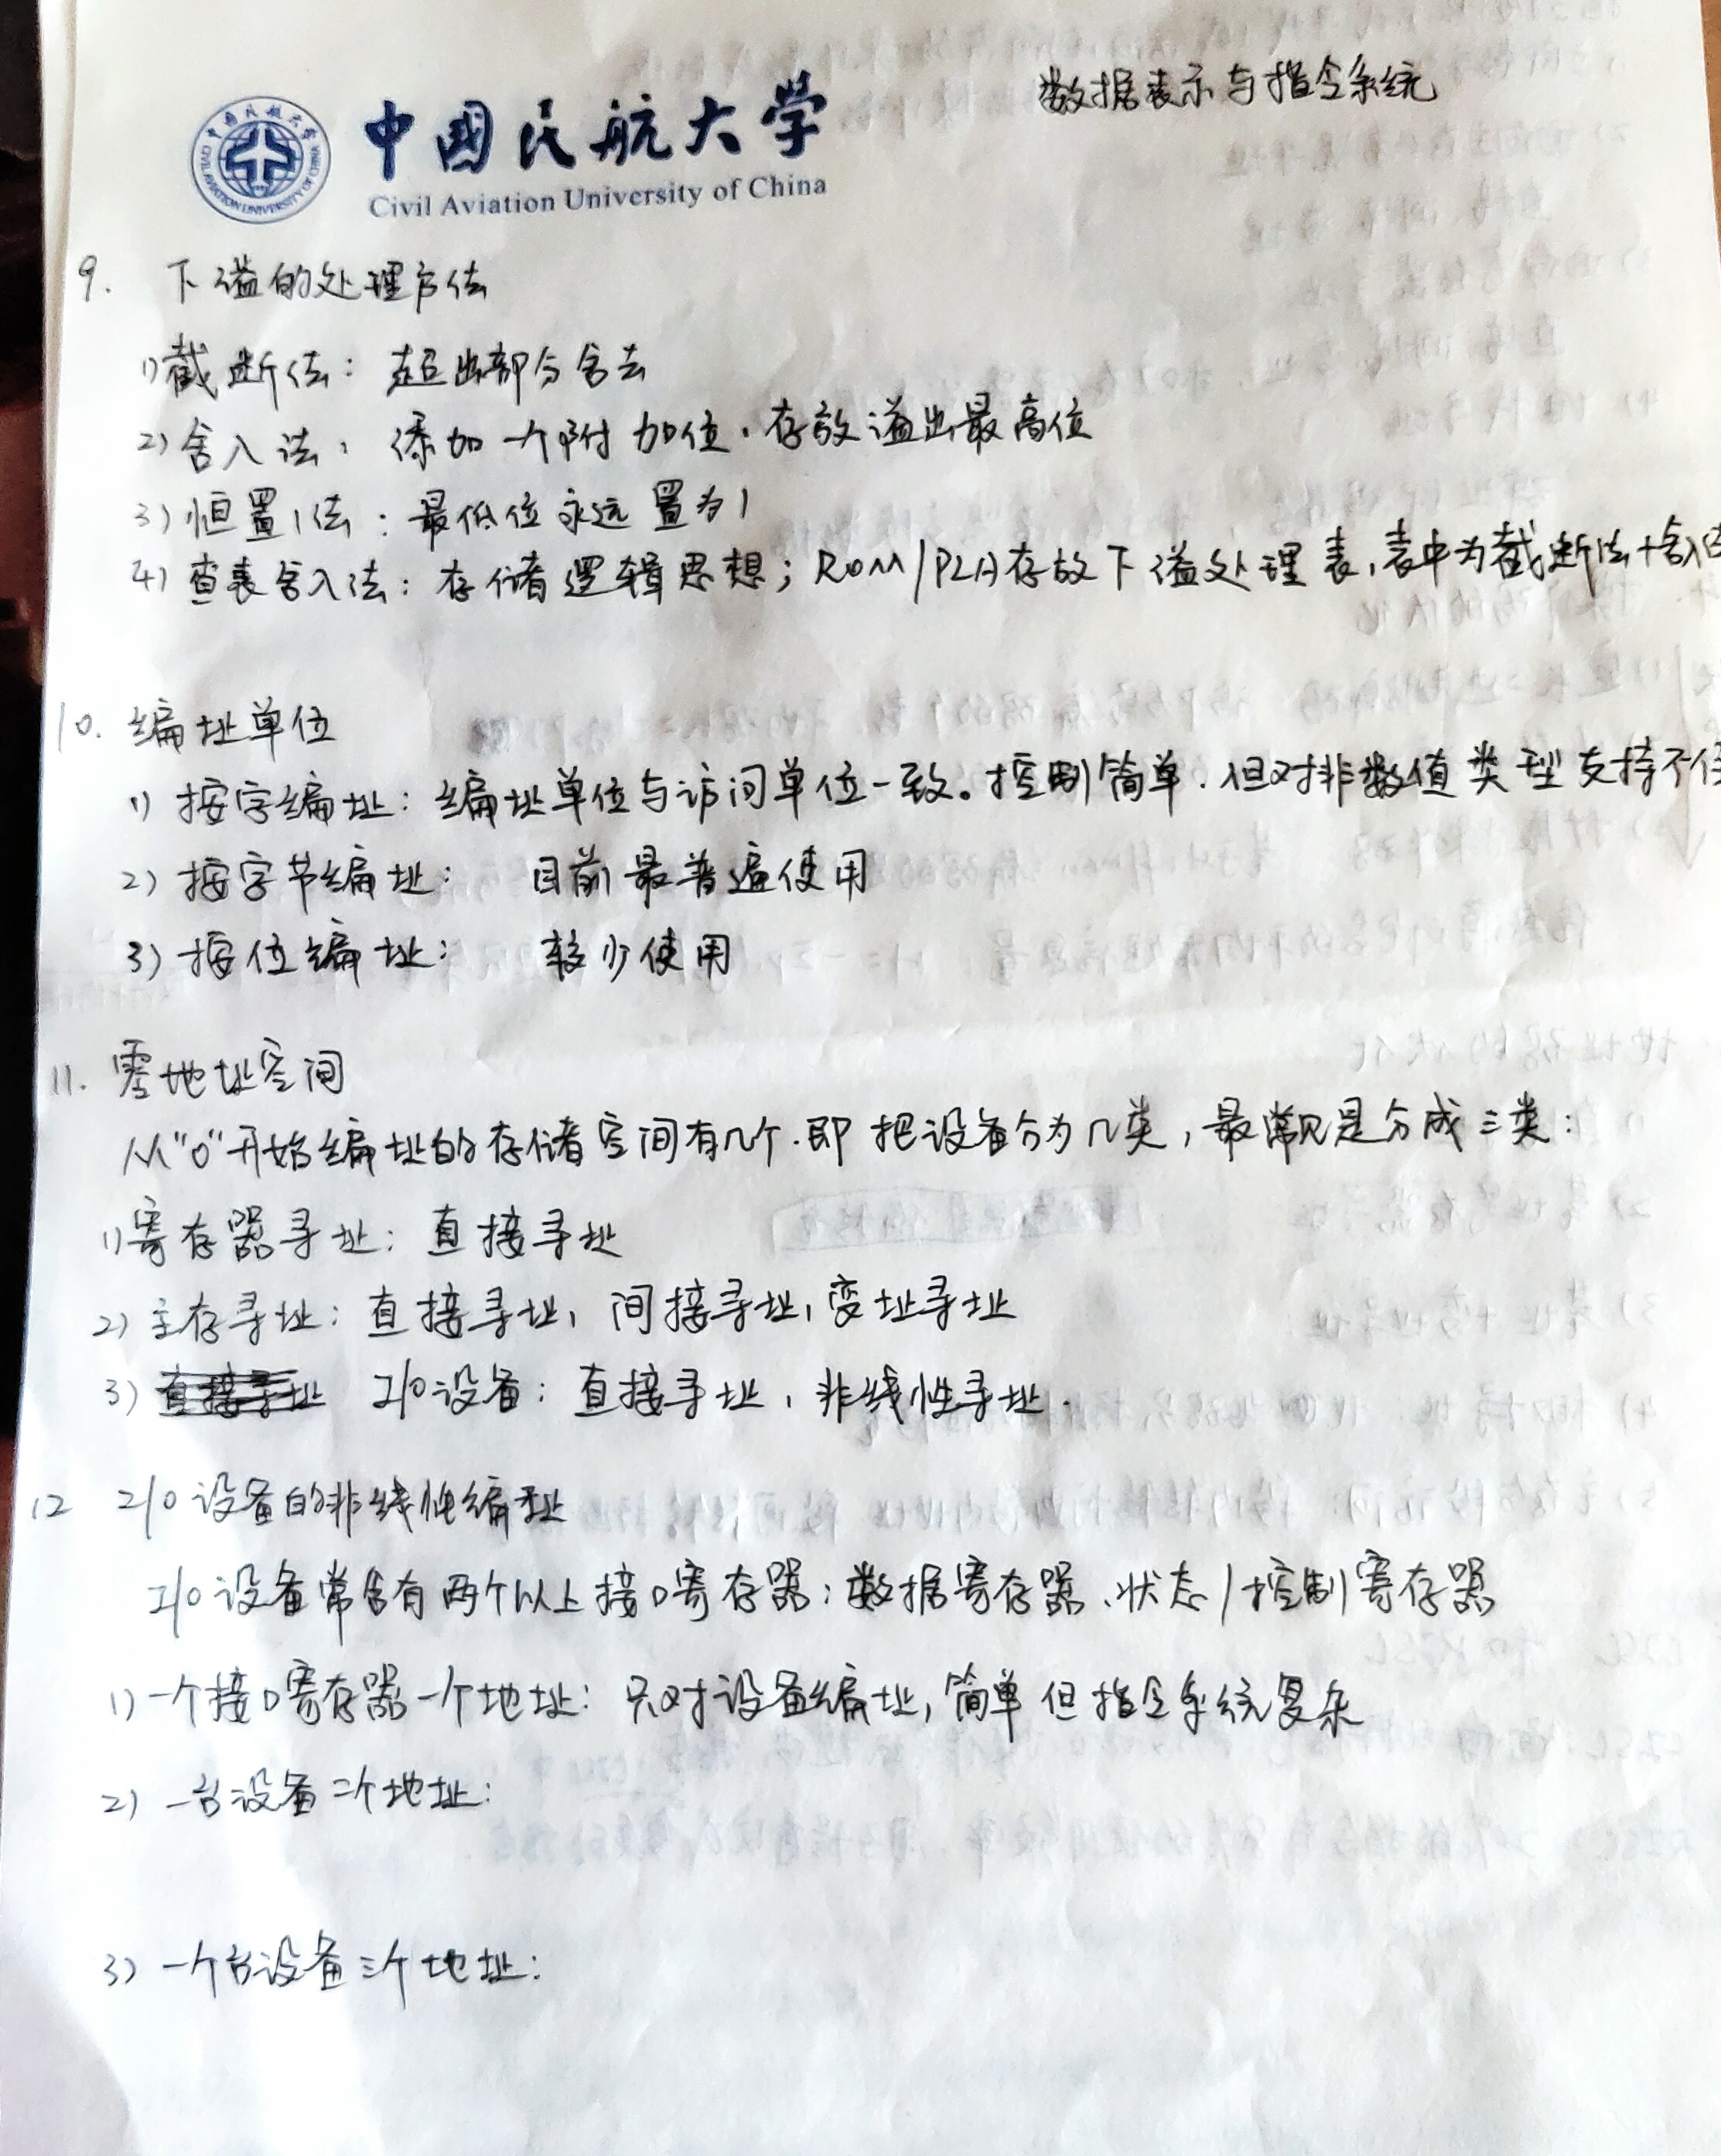 数据表示与指令系统
中国民航大学
Civil Aviation University of China
9. 下溢的处理方法
1) 截断法：超出部分舍去
2) 舍入法：添加一个附加位，存放溢出最高位
3) 恒置1法：最低位永远置为1
4) 查表舍入法：存储逻辑思想；ROM/PLA存放下溢处理表，表中为截断法+舍入法
10. 编址单位
1) 按字编址：编址单位与访问单位一致。控制简单，但对非数值类型支持不
2) 按字节编址：目前最普遍使用
3) 按位编址：较少使用
11. 零地址空间
从"0"开始编址的存储空间有几个，即把设备分为几类，最常见是分成三类：
1) 寄存器寻址：直接寻址
2) 主存寻址：直接寻址，间接寻址，变址寻址
3) 直接寻址 I/O设备：直接寻址，非线性寻址.
12 I/O设备的非线性编址
I/O设备常含有两个以上接口寄存器：数据寄存器、状态/控制寄存器
1) 一个接口寄存器一个地址：只对设备编址，简单但指令系统复杂
2) 一台设备二个地址：
3) 一个台设备三个地址：